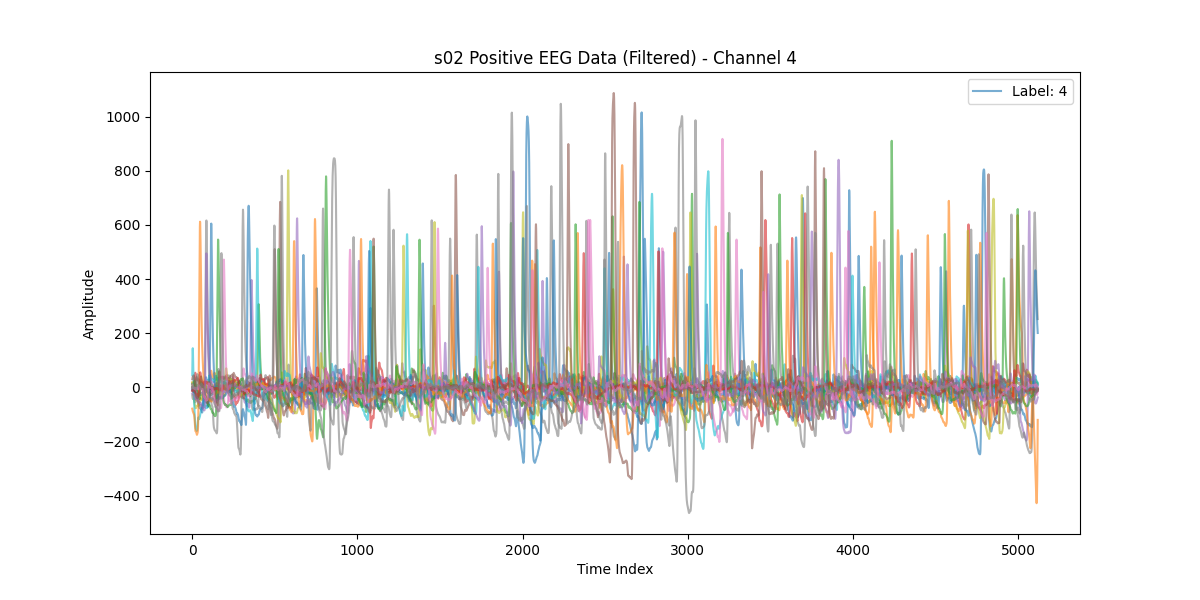 s02 Positive EEG Data (Filtered) - Channel 4
Label: 4
Amplitude
1000
800
600
400
200
0
−200
−400
0 1000 2000 3000 4000 5000
Time Index